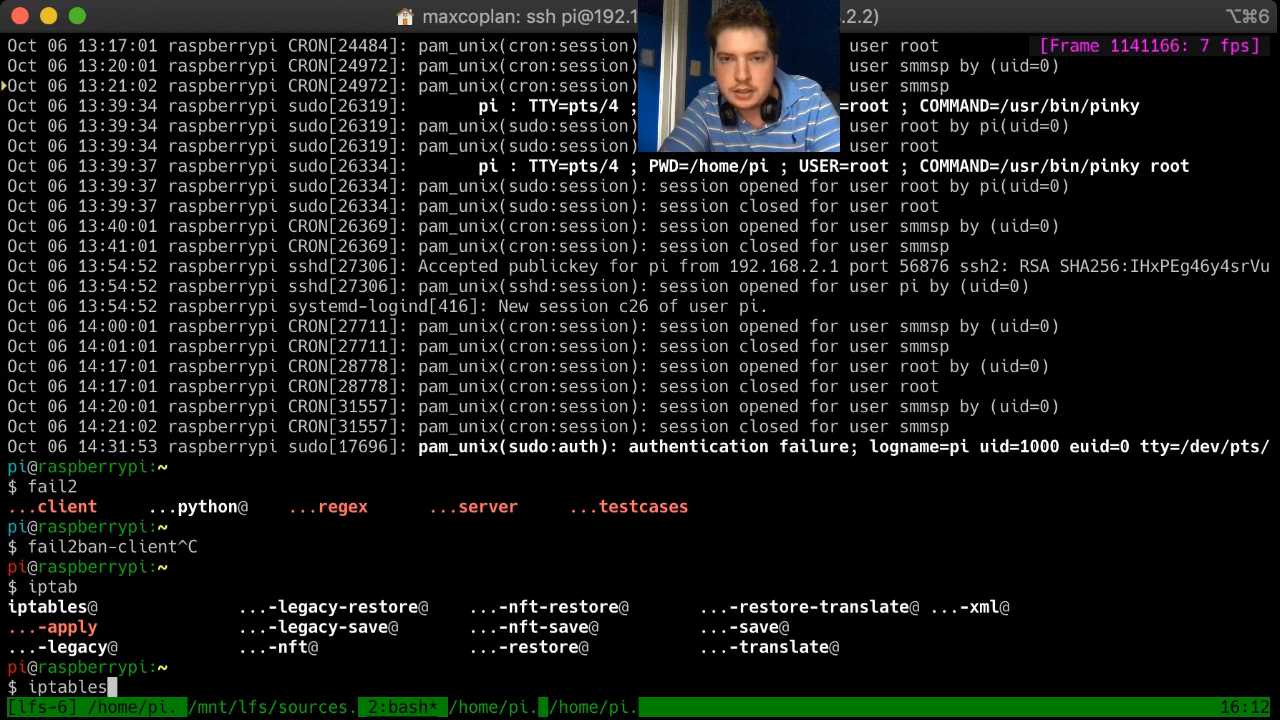 maxcoplan: ssh pi@192.1 .2.2) ⌥⌘6
Oct 06 13:17:01 raspberrypi CRON[24484]: pam_unix(cron:session) user root [Frame 1141166: 7 fps]
Oct 06 13:20:01 raspberrypi CRON[24972]: pam_unix(cron:session) user smmsp by (uid=0)
Oct 06 13:21:02 raspberrypi CRON[24972]: pam_unix(cron:session) user smmsp
Oct 06 13:39:34 raspberrypi sudo[26319]: pi : TTY=pts/4 ; =root ; COMMAND=/usr/bin/pinky
Oct 06 13:39:34 raspberrypi sudo[26319]: pam_unix(sudo:session) user root by pi(uid=0)
Oct 06 13:39:34 raspberrypi sudo[26319]: pam_unix(sudo:session) user root
Oct 06 13:39:37 raspberrypi sudo[26334]: pi : TTY=pts/4 ; PWD=/home/pi ; USER=root ; COMMAND=/usr/bin/pinky root
Oct 06 13:39:37 raspberrypi sudo[26334]: pam_unix(sudo:session): session opened for user root by pi(uid=0)
Oct 06 13:39:37 raspberrypi sudo[26334]: pam_unix(sudo:session): session closed for user root
Oct 06 13:40:01 raspberrypi CRON[26369]: pam_unix(cron:session): session opened for user smmsp by (uid=0)
Oct 06 13:41:01 raspberrypi CRON[26369]: pam_unix(cron:session): session closed for user smmsp
Oct 06 13:54:52 raspberrypi sshd[27306]: Accepted publickey for pi from 192.168.2.1 port 56876 ssh2: RSA SHA256:IHxPEg46y4srVu
Oct 06 13:54:52 raspberrypi sshd[27306]: pam_unix(sshd:session): session opened for user pi by (uid=0)
Oct 06 13:54:52 raspberrypi systemd-logind[416]: New session c26 of user pi.
Oct 06 14:00:01 raspberrypi CRON[27711]: pam_unix(cron:session): session opened for user smmsp by (uid=0)
Oct 06 14:01:01 raspberrypi CRON[27711]: pam_unix(cron:session): session closed for user smmsp
Oct 06 14:17:01 raspberrypi CRON[28778]: pam_unix(cron:session): session opened for user root by (uid=0)
Oct 06 14:17:01 raspberrypi CRON[28778]: pam_unix(cron:session): session closed for user root
Oct 06 14:20:01 raspberrypi CRON[31557]: pam_unix(cron:session): session opened for user smmsp by (uid=0)
Oct 06 14:21:02 raspberrypi CRON[31557]: pam_unix(cron:session): session closed for user smmsp
Oct 06 14:31:53 raspberrypi sudo[17696]: pam_unix(sudo:auth): authentication failure; logname=pi uid=1000 euid=0 tty=/dev/pts/
pi@raspberrypi:~
$ fail2
...client ...python@ ...regex ...server ...testcases
pi@raspberrypi:~
$ fail2ban-client^C
pi@raspberrypi:~
$ iptab
iptables@ ...-legacy-restore@ ...-nft-restore@ ...-restore-translate@ ...-xml@
...-apply ...-legacy-save@ ...-nft-save@ ...-save@
...-legacy@ ...-nft@ ...-restore@ ...-translate@
pi@raspberrypi:~
$ iptables
[lfs-6] /home/pi. /mnt/lfs/sources. 2:bash* /home/pi. /home/pi. 16:12